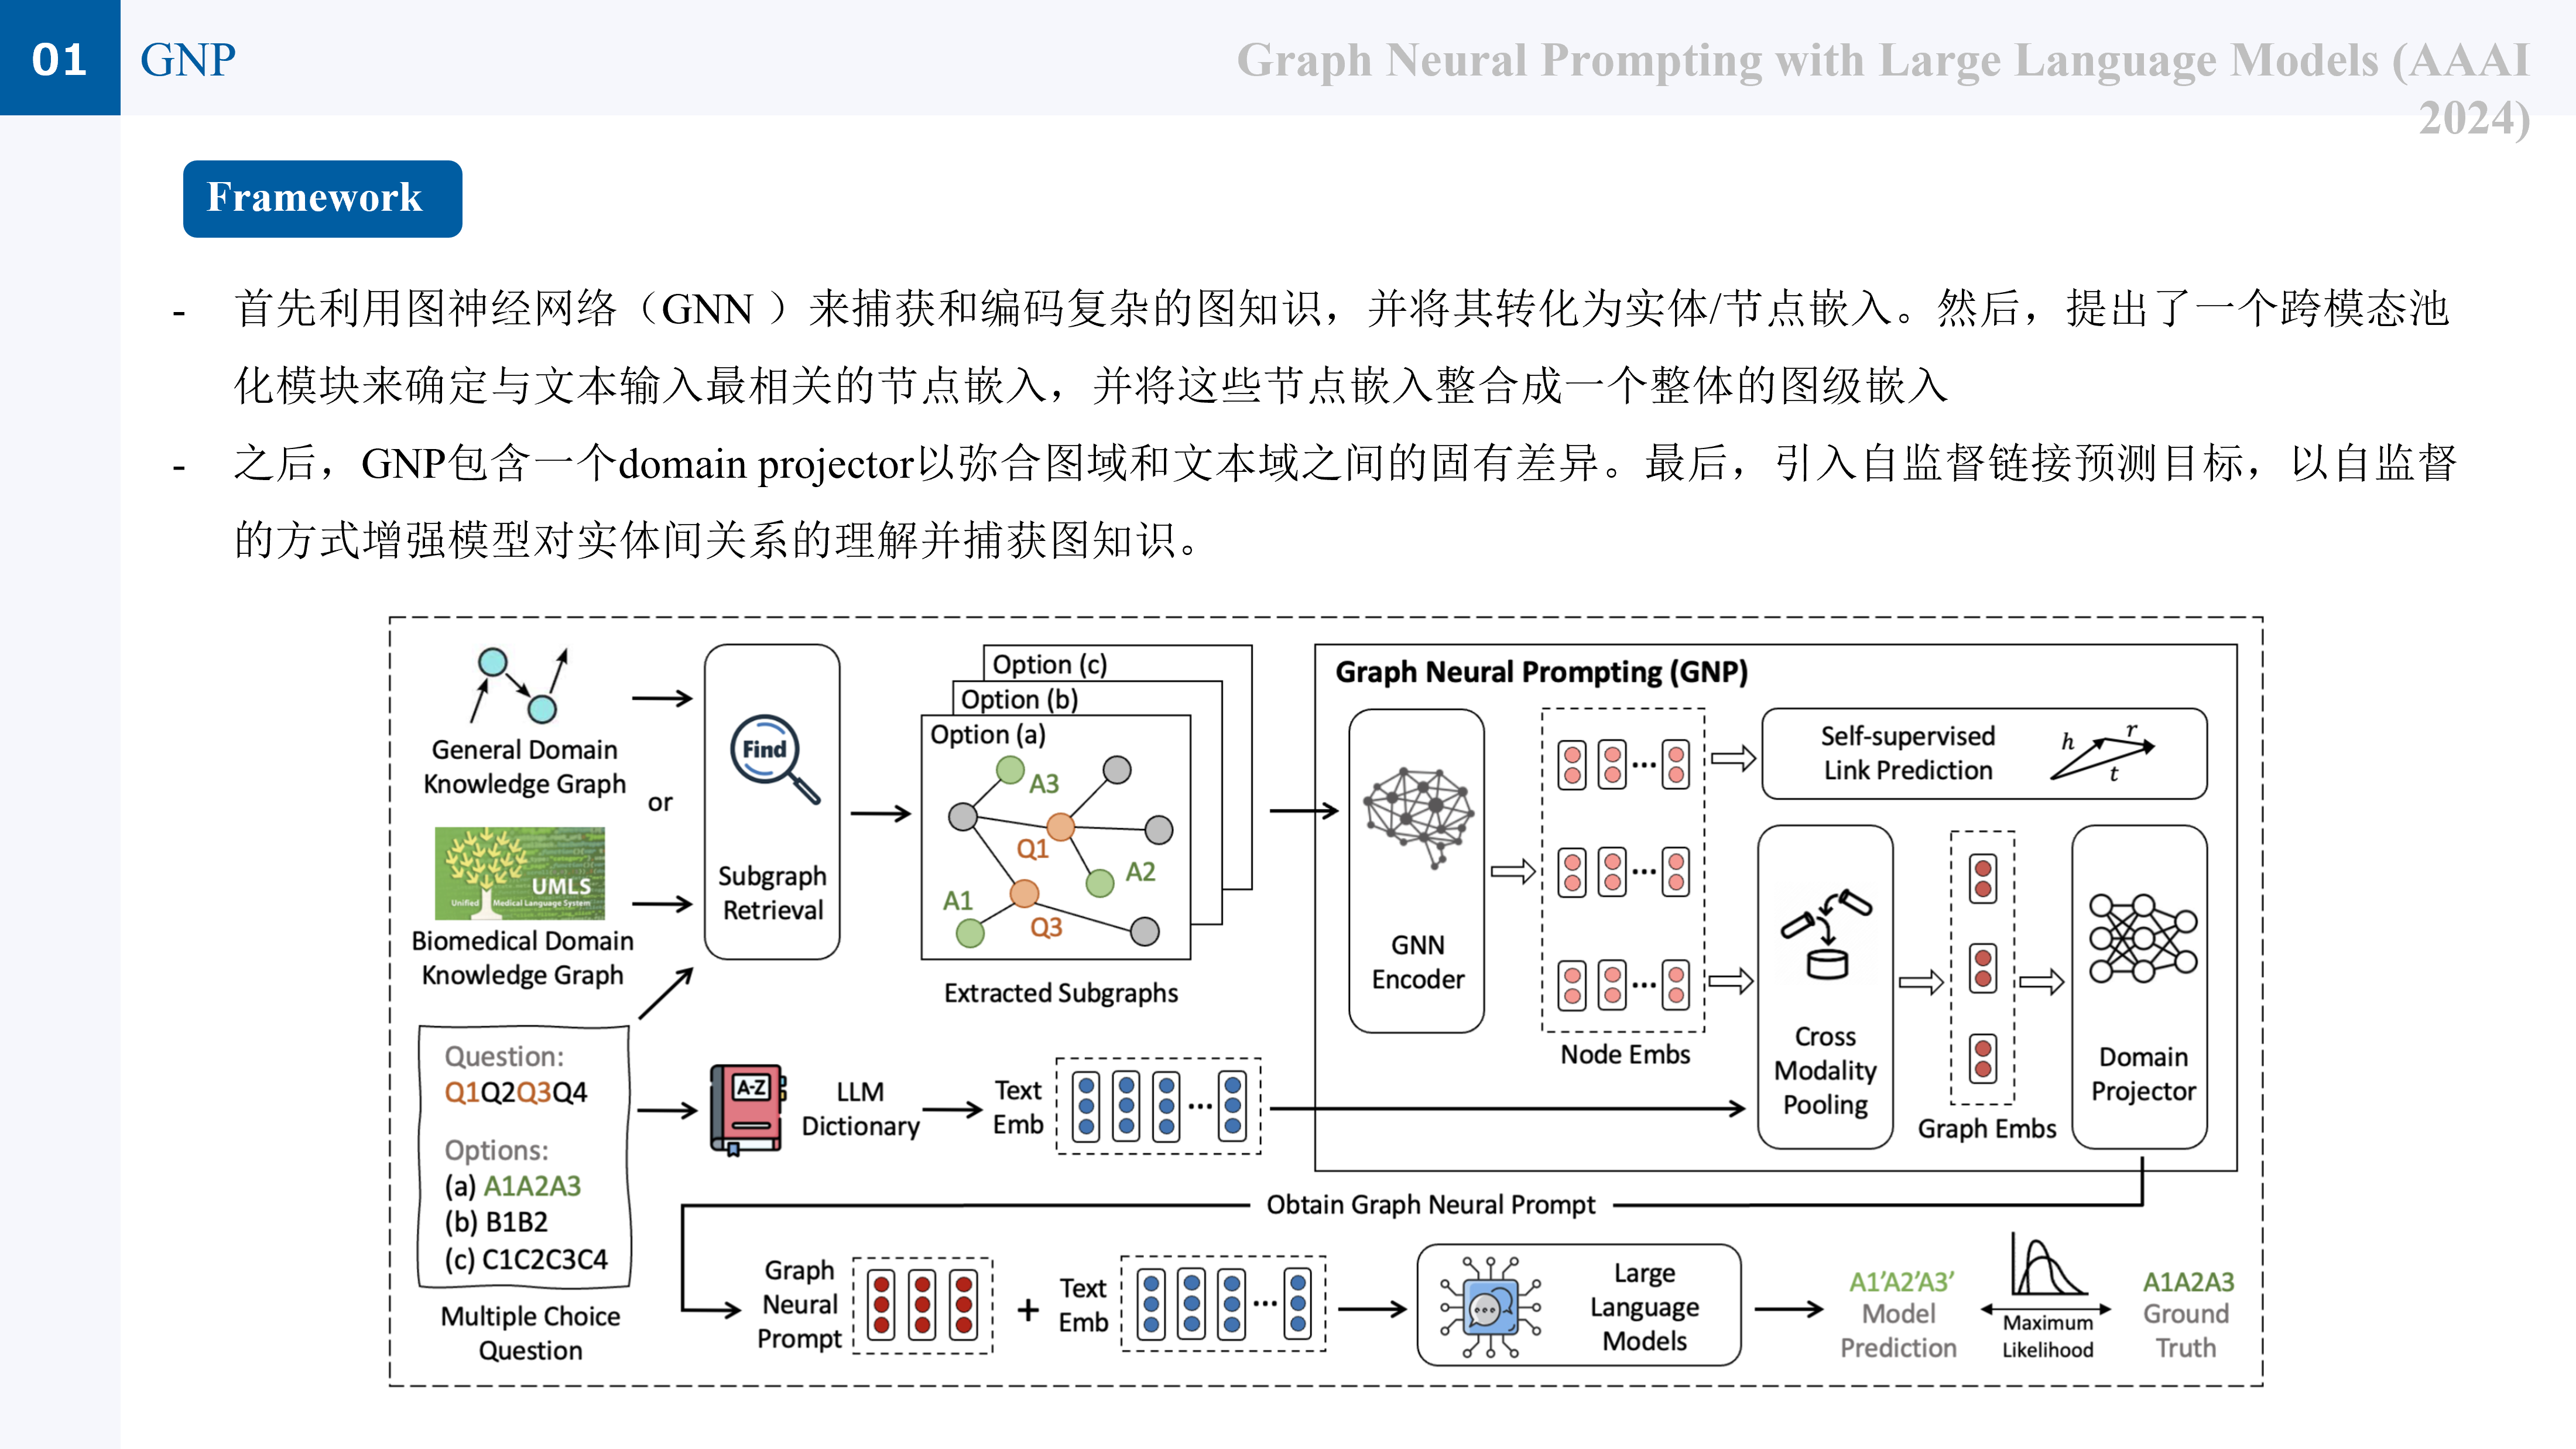 01
GNP
Graph Neural Prompting with Large Language Models (AAAI
2024)
Framework
- 首先利用图神经网络（GNN ）来捕获和编码复杂的图知识，并将其转化为实体/节点嵌入。然后，提出了一个跨模态池
化模块来确定与文本输入最相关的节点嵌入，并将这些节点嵌入整合成一个整体的图级嵌入
- 之后，GNP包含一个domain projector以弥合图域和文本域之间的固有差异。最后，引入自监督链接预测目标，以自监督
的方式增强模型对实体间关系的理解并捕获图知识。
General Domain
Knowledge Graph
or
UMLS
Unified Medical Language System
Biomedical Domain
Knowledge Graph
Find
Subgraph
Retrieval
Option (c)
Option (b)
Option (a)
A3
Q1
A2
A1
Q3
Extracted Subgraphs
Graph Neural Prompting (GNP)
GNN
Encoder
Node Embs
Self-supervised
Link Prediction
h
r
t
Cross
Modality
Pooling
Graph Embs
Domain
Projector
Question:
Q1Q2Q3Q4
Options:
(a) A1A2A3
(b) B1B2
(c) C1C2C3C4
Multiple Choice
Question
A-Z
LLM
Dictionary
Text
Emb
Obtain Graph Neural Prompt
Graph
Neural
Prompt
+
Text
Emb
Large
Language
Models
A1’A2’A3’
Model
Prediction
Maximum
Likelihood
A1A2A3
Ground
Truth